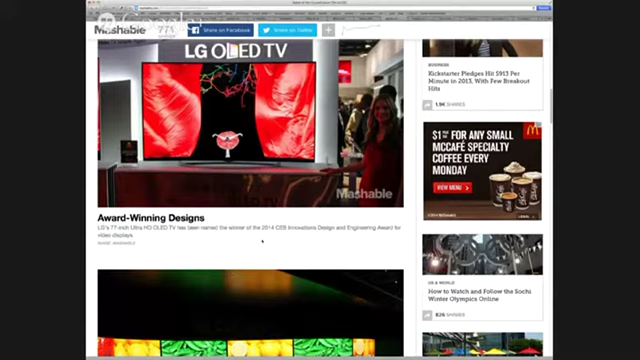 Google+
Mashable
Share on Facebook
Share on Twitter
LG OLED TV
Mashable
Award-Winning Designs
LG's 77-inch Ultra HD OLED TV has been named the winner of the 2014 CES Innovations Design and Engineering Award for
video displays.
BUSINESS
Kickstarter Pledges Hit $913 Per
Minute in 2013, With Few Breakout
Hits
1.9K SHARES
$1 FOR ANY SMALL
MCCAFÉ SPECIALTY
COFFEE EVERY
MONDAY
VIEW MENU
US & WORLD
How to Watch and Follow the Sochi
Winter Olympics Online
826 SHARES